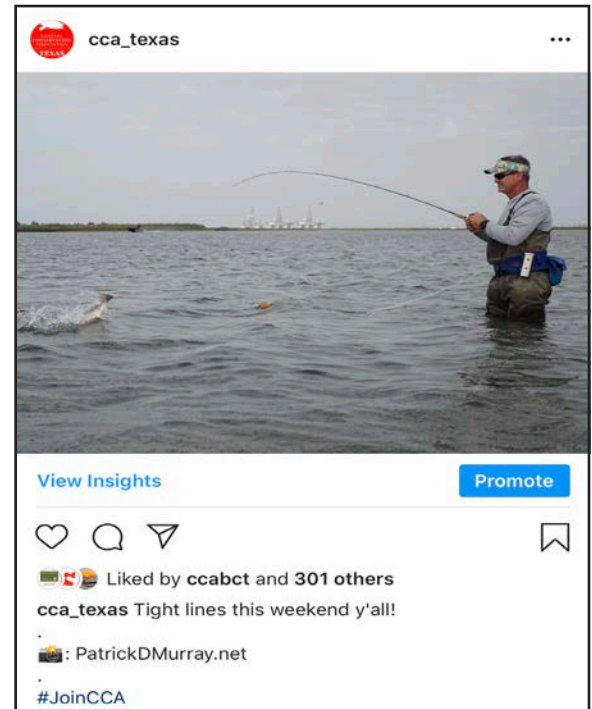 TEXAS
cca_texas
View Insights
Promote
Liked by ccabct and 301 others
cca_texas Tight lines this weekend y'all!
.
📸: PatrickDMurray.net
.
#JoinCCA